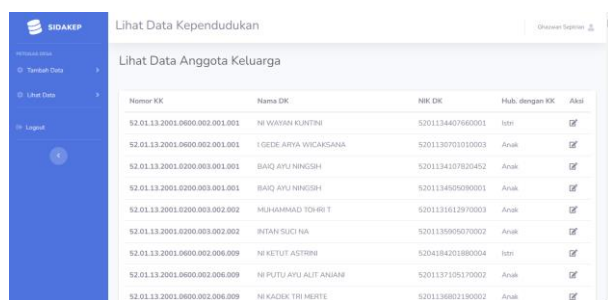 SIDAKEP
Lihat Data Kependudukan
PETUGAS DESA
Tambah Data
Lihat Data
Logout
Lihat Data Anggota Keluarga
Nomor KK Nama DK NIK DK Hub. dengan KK Aksi
52.01.13.2001.0600.002.001.001 NI WAYAN KUNTINI 5201134407660001 Istri
52.01.13.2001.0600.002.001.001 I GEDE ARYA WICAKSANA 5201130701010003 Anak
52.01.13.2001.0200.003.001.001 BAIQ AYU NINGSIH 5201134107820452 Anak
52.01.13.2001.0200.003.001.001 BAIQ AYU NINGSIH 5201134505090001 Anak
52.01.13.2001.0200.003.002.002 MUHAMMAD TOHRI T 5201131612970003 Anak
52.01.13.2001.0200.003.002.002 INTAN SUCI NA 5201135905070002 Anak
52.01.13.2001.0600.002.006.009 NI KETUT ASTRINI 5204184201880004 Istri
52.01.13.2001.0600.002.006.009 NI PUTU AYU ALIT ANJANI 5201137105170002 Anak
52.01.13.2001.0600.002.006.009 NI KADEK TRI MERTE 5201136802190002 Anak